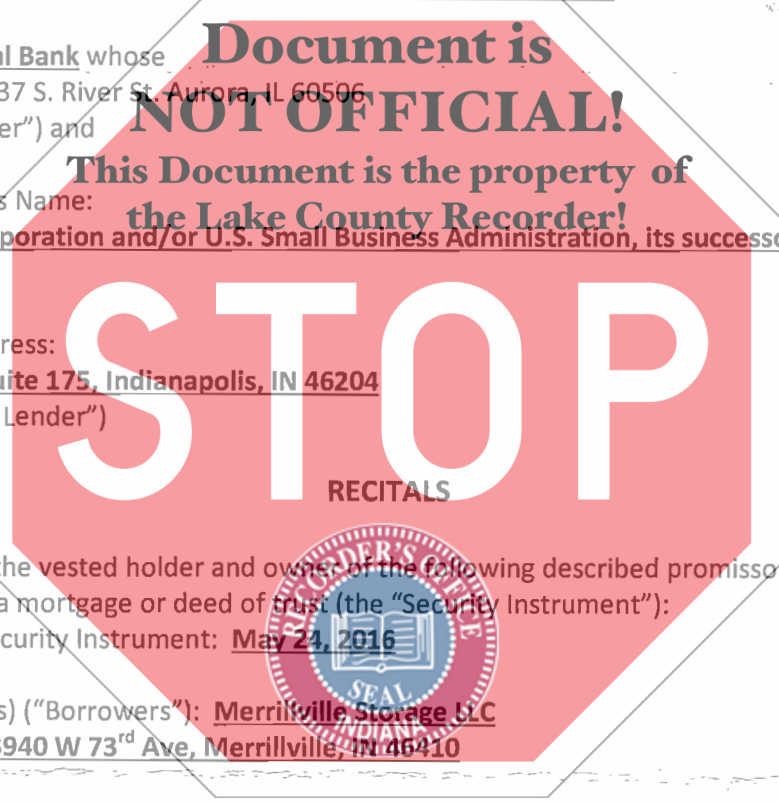 Document is
l Bank whose
37 S. River St. Aurora, IL 60506
NOT OFFICIAL!
er") and
This Document is the property of
s Name:
the Lake County Recorder!
poration and/or U.S. Small Business Administration, its successo
STOP
ress:
uite 175, Indianapolis, IN 46204
Lender")
RECITALS
the vested holder and owner of the following described promisso
a mortgage or deed of trust (the "Security Instrument"):
curity Instrument: May 24, 2016
s) ("Borrowers"): Merrillville Storage LLC
6940 W 73rd Ave, Merrillville, IN 46410
RECORDER'S OFFICE
SEAL
INDIANA